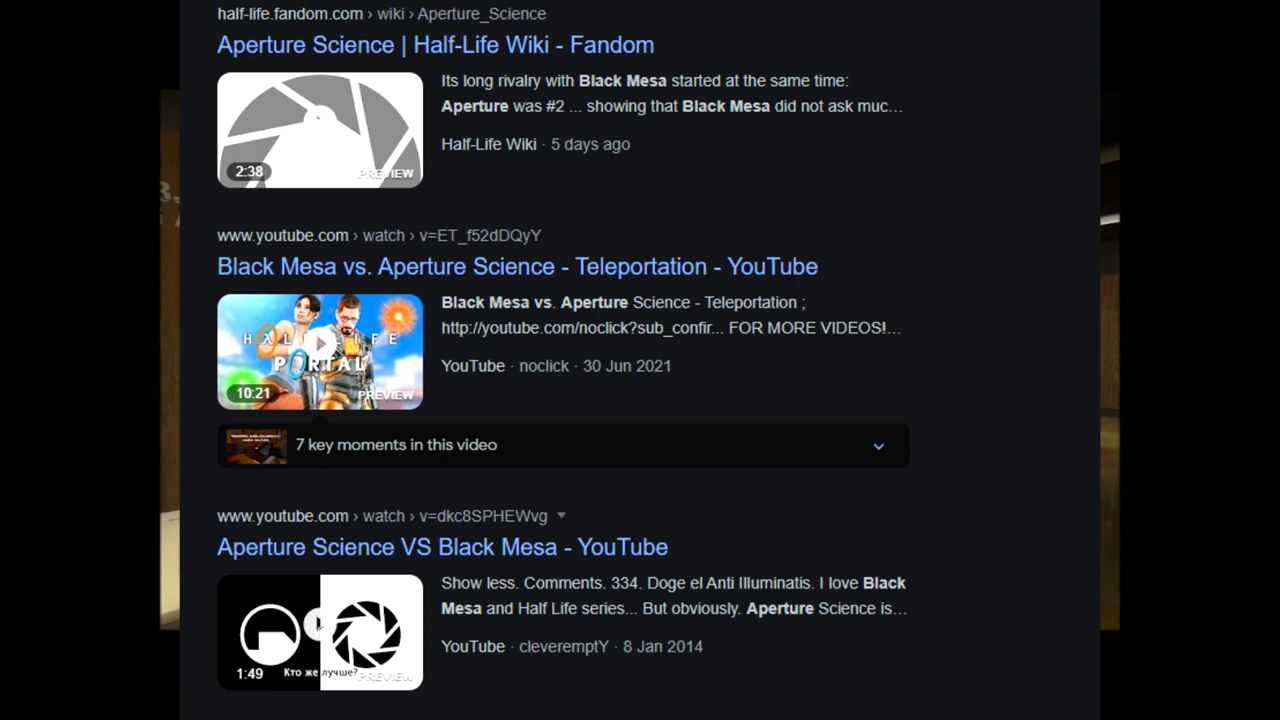 half-life.fandom.com › wiki › Aperture_Science
Aperture Science | Half-Life Wiki - Fandom
Its long rivalry with Black Mesa started at the same time:
Aperture was #2 ... showing that Black Mesa did not ask muc...
2:38
PREVIEW
Half-Life Wiki · 5 days ago
www.youtube.com › watch › v=ET_f52dDQyY
Black Mesa vs. Aperture Science - Teleportation - YouTube
Black Mesa vs. Aperture Science - Teleportation ;
http://youtube.com/noclick?sub_confir... FOR MORE VIDEOS!...
HALF LIFE
PORTAL
10:21
PREVIEW
YouTube · noclick · 30 Jun 2021
7 key moments in this video
www.youtube.com › watch › v=dkc8SPHEWvg
Aperture Science VS Black Mesa - YouTube
Show less. Comments. 334. Doge el Anti Illuminatis. I love Black
Mesa and Half Life series... But obviously. Aperture Science is...
1:49
Кто же лучше?
PREVIEW
YouTube · cleveremptY · 8 Jan 2014